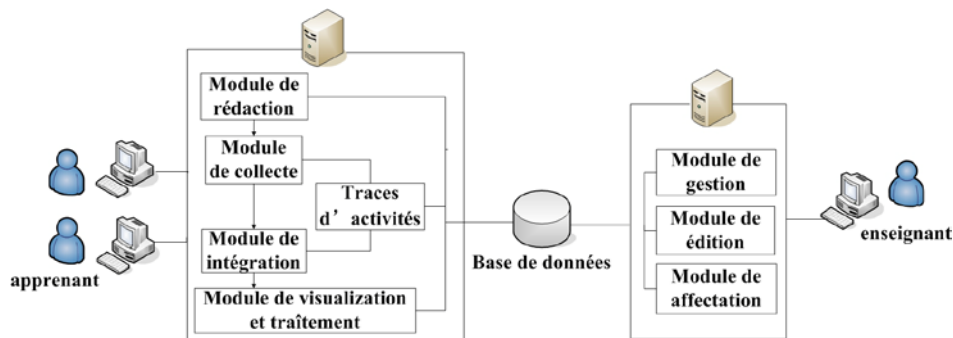 Module de
rédaction
Module
de collecte
Traces
d’ activités
Module de
intégration
Module de visualization
et traîtement
apprenant
Base de données
Module de
gestion
Module de
édition
Module de
affectation
enseignant